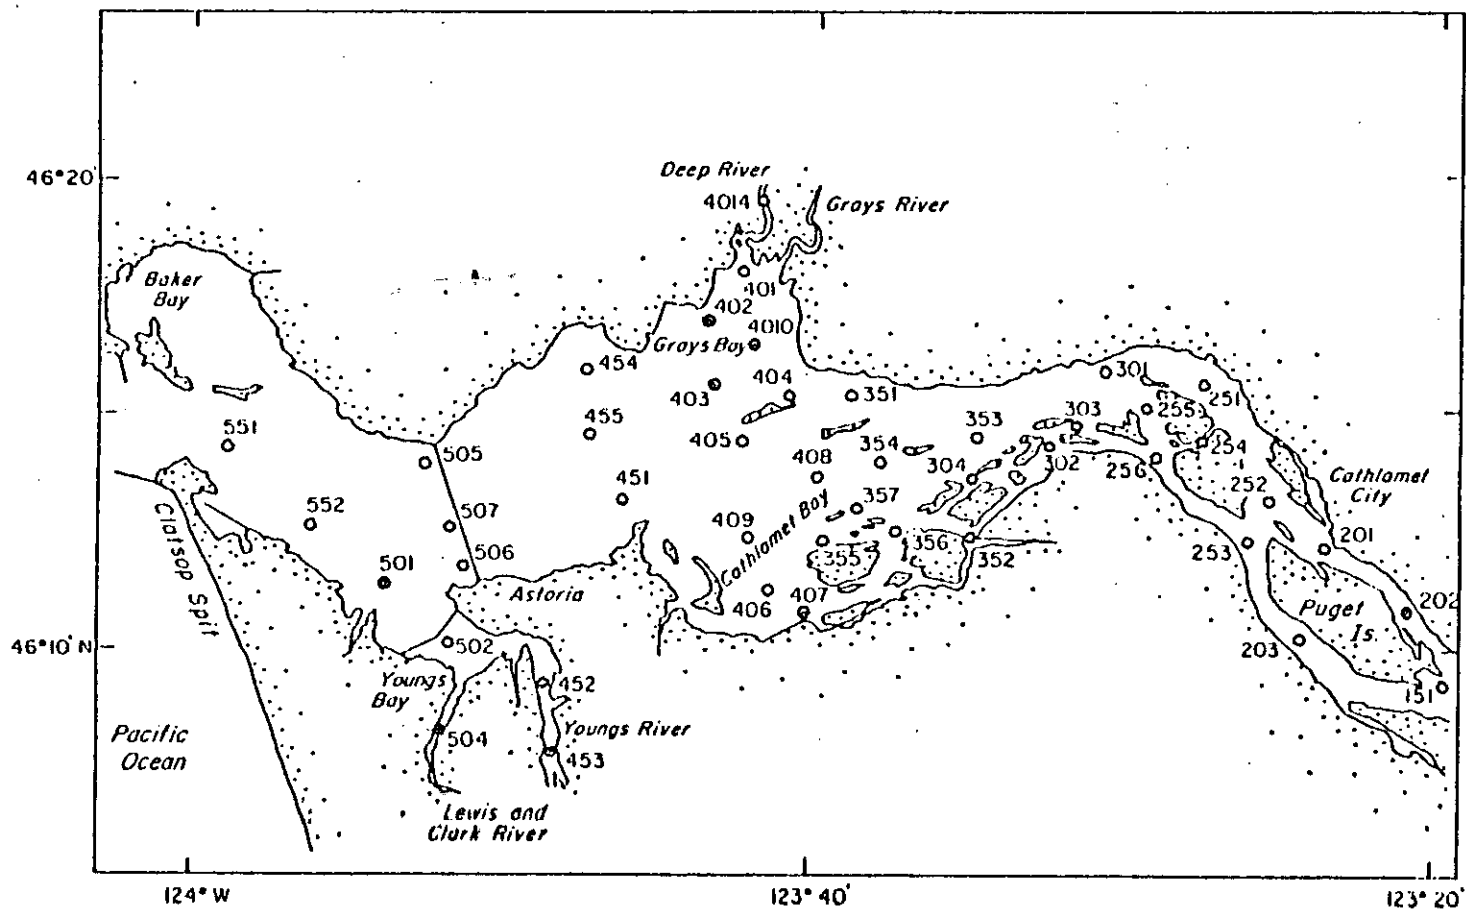 Deep River
46°20'
4014
Grays River
Baker
Bay
401
402
4010
Grays Bay
454
301
404
403
351
251
303
255
455
353
551
405
354
254
505
408
304
302
256
Cathlamet
City
451
252
357
552
507
409
Cathlamet Bay
201
356
253
352
506
355
501
Clatsop Spit
Astoria
406
407
Puget
Is.
202
502
46°10'N
203
Youngs
Bay
452
151
504
Youngs River
Pacific
Ocean
453
Lewis and
Clark River
124°W
123°40'
123°20'